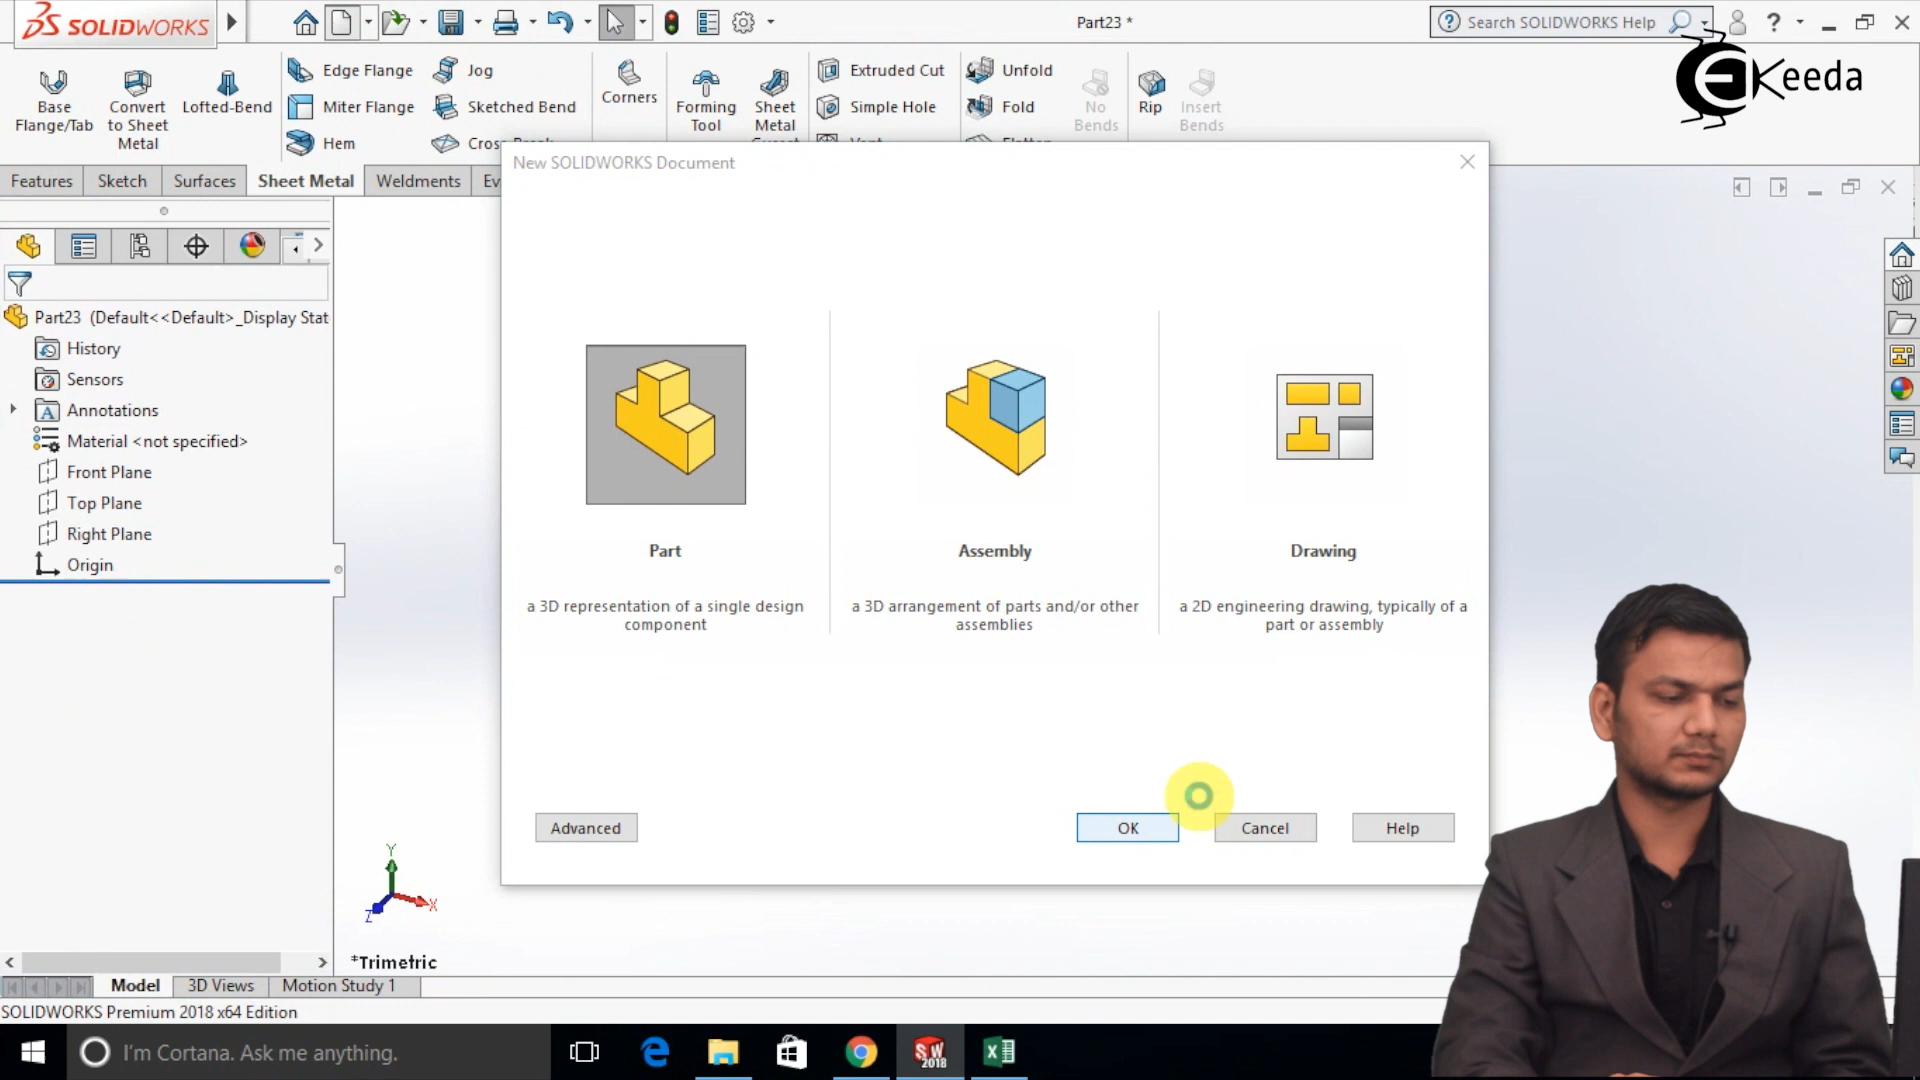 SOLIDWORKS
Part23 *
Search SOLIDWORKS Help
?
EKeeda
Base Flange/Tab
Convert to Sheet Metal
Lofted-Bend
Edge Flange
Miter Flange
Hem
Jog
Sketched Bend
Corners
Forming Tool
Sheet Metal
Extruded Cut
Simple Hole
Unfold
Fold
No Bends
Rip
Insert Bends
Features
Sketch
Surfaces
Sheet Metal
Weldments
New SOLIDWORKS Document
Part23 (Default<<Default>_Display Stat
History
Sensors
Annotations
Material <not specified>
Front Plane
Top Plane
Right Plane
Origin
Part
a 3D representation of a single design
component
Assembly
a 3D arrangement of parts and/or other
assemblies
Drawing
a 2D engineering drawing, typically of a
part or assembly
Advanced
OK
Cancel
Help
Y
X
Z
*Trimetric
Model
3D Views
Motion Study 1
SOLIDWORKS Premium 2018 x64 Edition
I'm Cortana. Ask me anything.
SW
2018